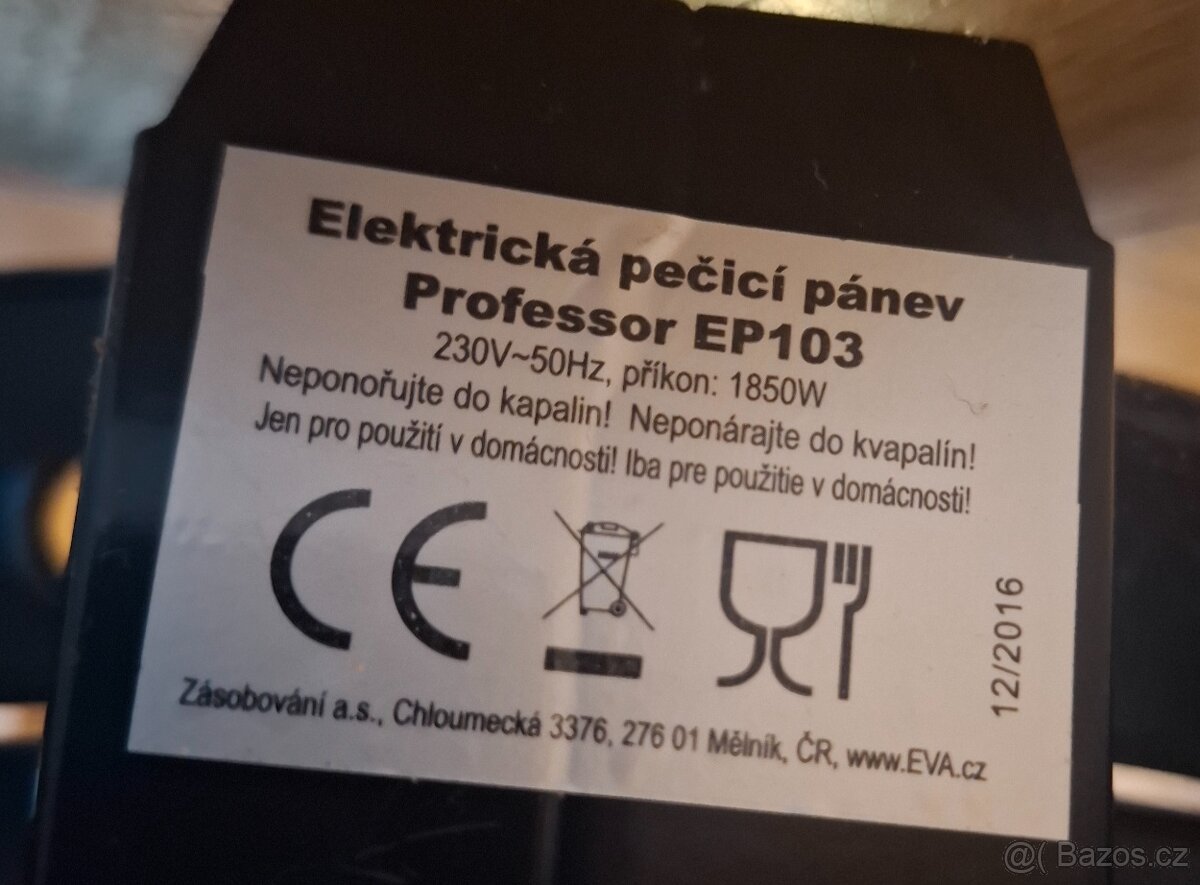 Elektrická pečicí pánev
Professor EP103
230V~50Hz, příkon: 1850W
Neponořujte do kapalin! Neponárajte do kvapalín!
Jen pro použití v domácnosti! Iba pre použitie v domácnosti!
CE
12/2016
Zásobování a.s., Chloumecká 3376, 276 01 Mělník, ČR, www.EVA.cz
@( Bazos.cz